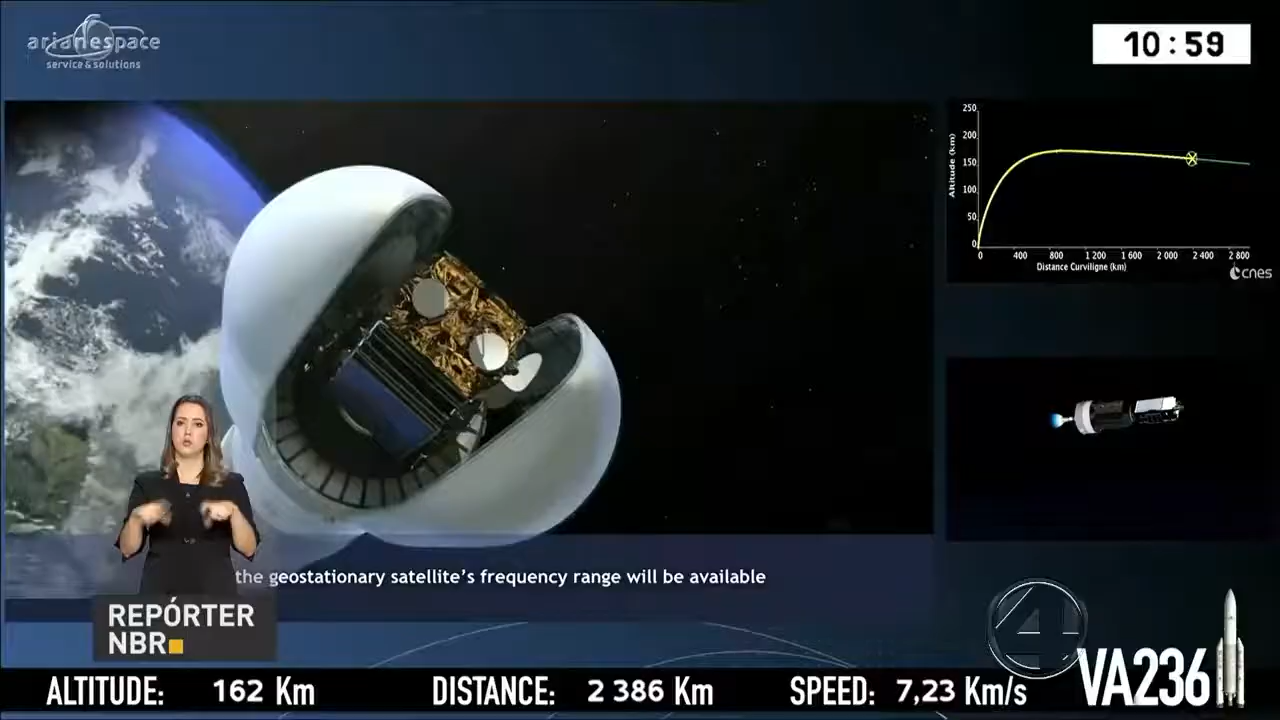 arianespace
service & solutions
10 : 59
250
200
150
100
50
0
Altitude (km)
0 400 800 1 200 1 600 2 000 2 400 2 800
Distance Curviligne (km)
cnes
the geostationary satellite's frequency range will be available
REPÓRTER
NBR
4
VA236
ALTITUDE: 162 Km DISTANCE: 2 386 Km SPEED: 7,23 Km/s